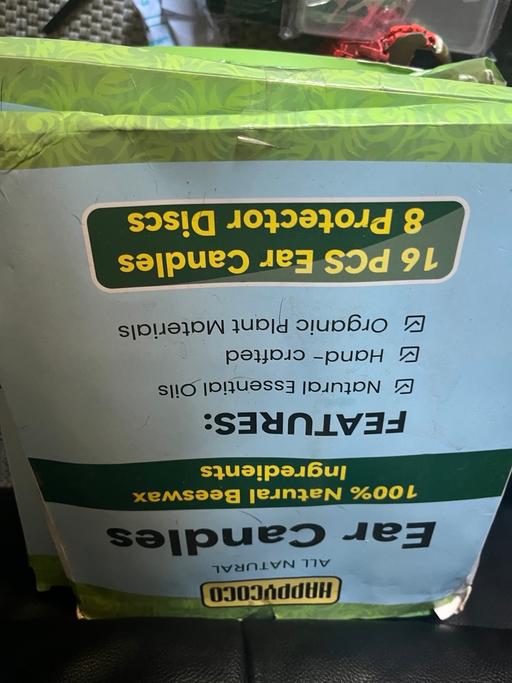 HAPPYCOCO
ALL NATURAL
Ear Candles
100% Natural Beeswax
Ingredients
FEATURES:
Natural Essential Oils
Hand- crafted
Organic Plant Materials
16 PCS Ear Candles
8 Protector Discs